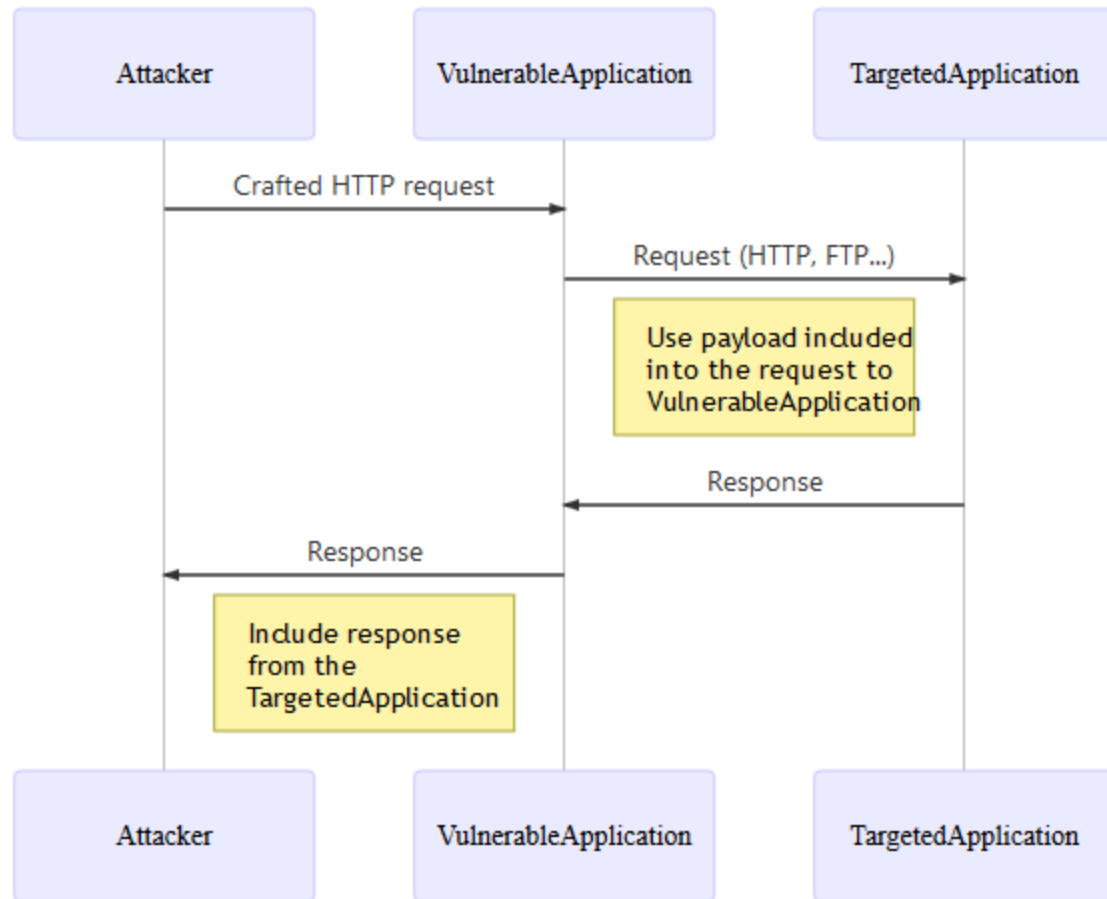 Attacker
VulnerableApplication
TargetedApplication
Crafted HTTP request
Request (HTTP, FTP...)
Use payload included
into the request to
VulnerableApplication
Response
Response
Include response
from the
TargetedApplication
Attacker
VulnerableApplication
TargetedApplication